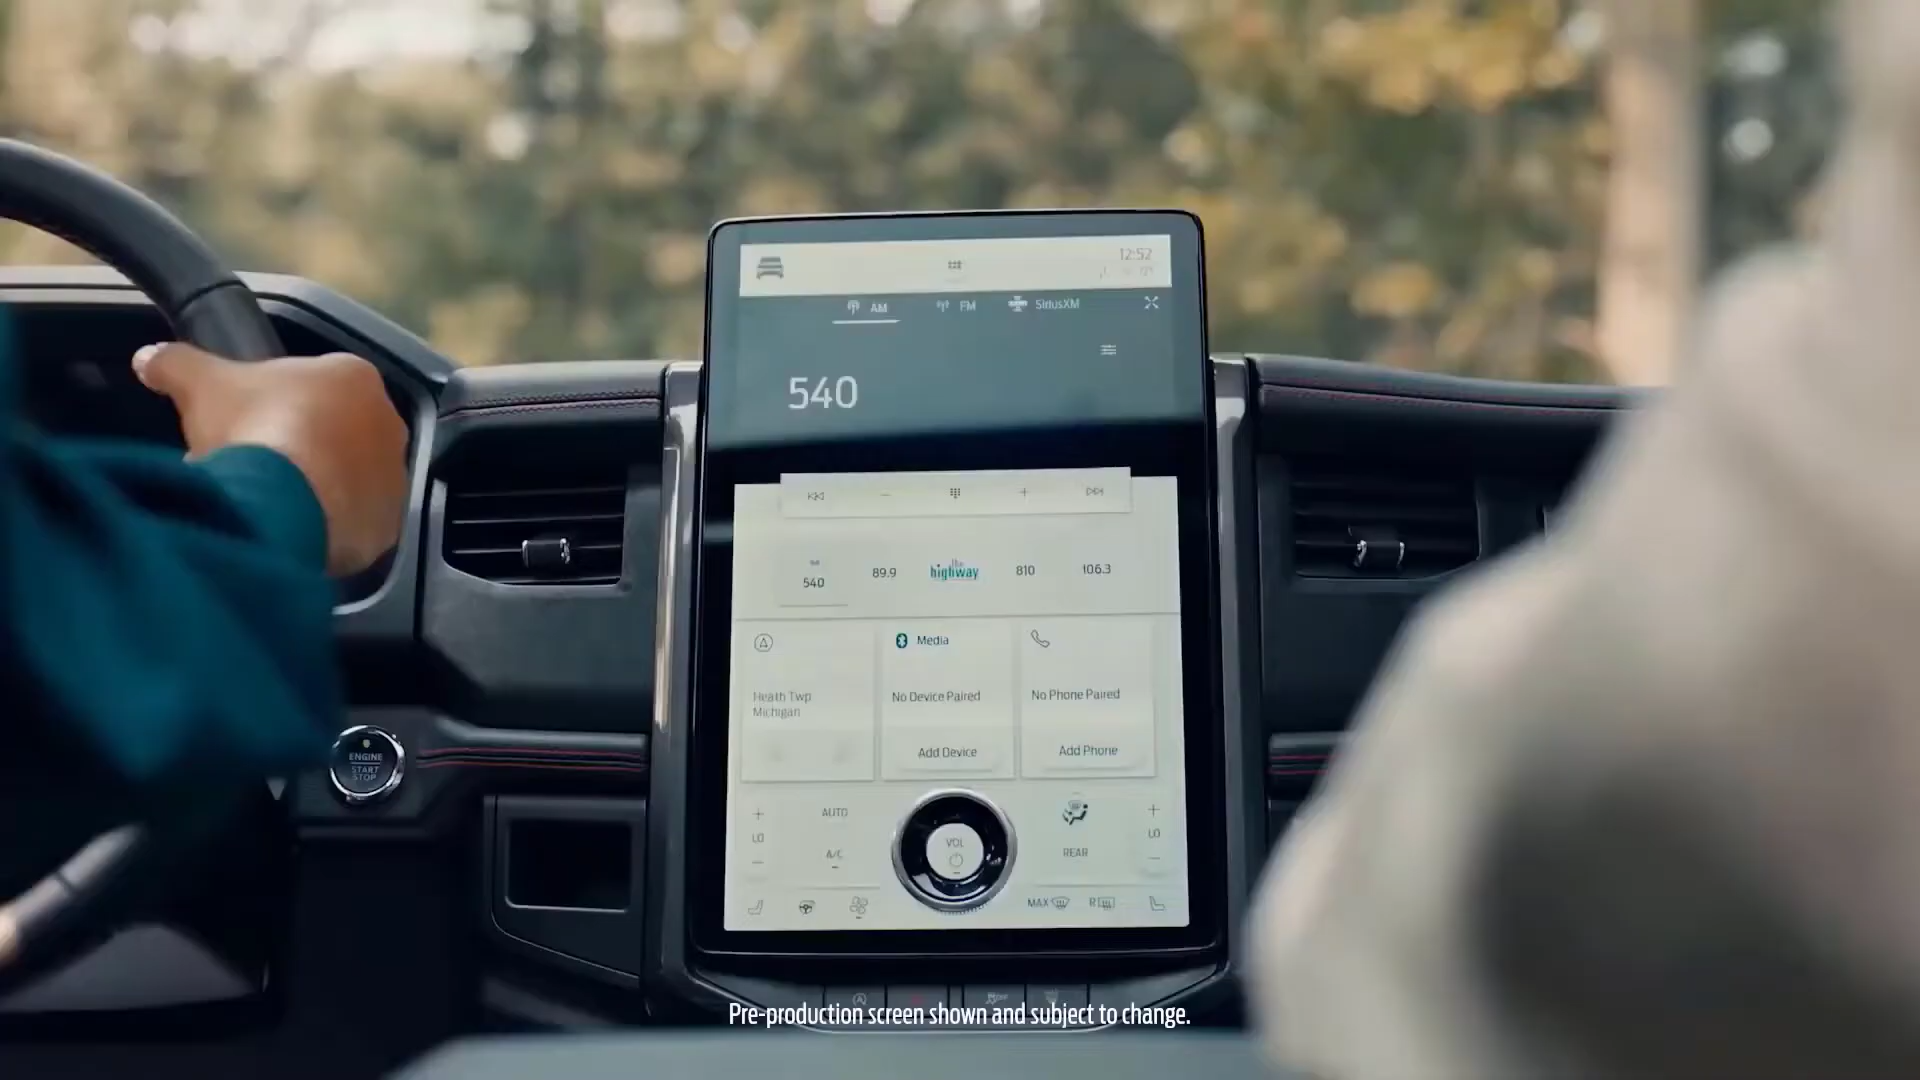 12:52
AM
FM
SiriusXM
540
540
89.9
the
highway
810
106.3
Media
Heath Twp
Michigan
No Device Paired
No Phone Paired
Add Device
Add Phone
ENGINE
START
STOP
+
AUTO
+
LO
VOL
LO
A/C
REAR
MAX
R
Pre-production screen shown and subject to change.